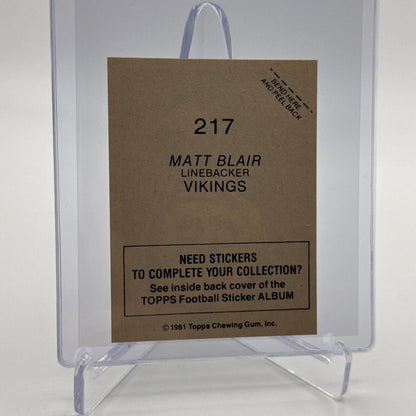 BEND HERE
AND PEEL BACK
217
MATT BLAIR
LINEBACKER
VIKINGS
NEED STICKERS
TO COMPLETE YOUR COLLECTION?
See inside back cover of the
TOPPS Football Sticker ALBUM
© 1981 Topps Chewing Gum, Inc.